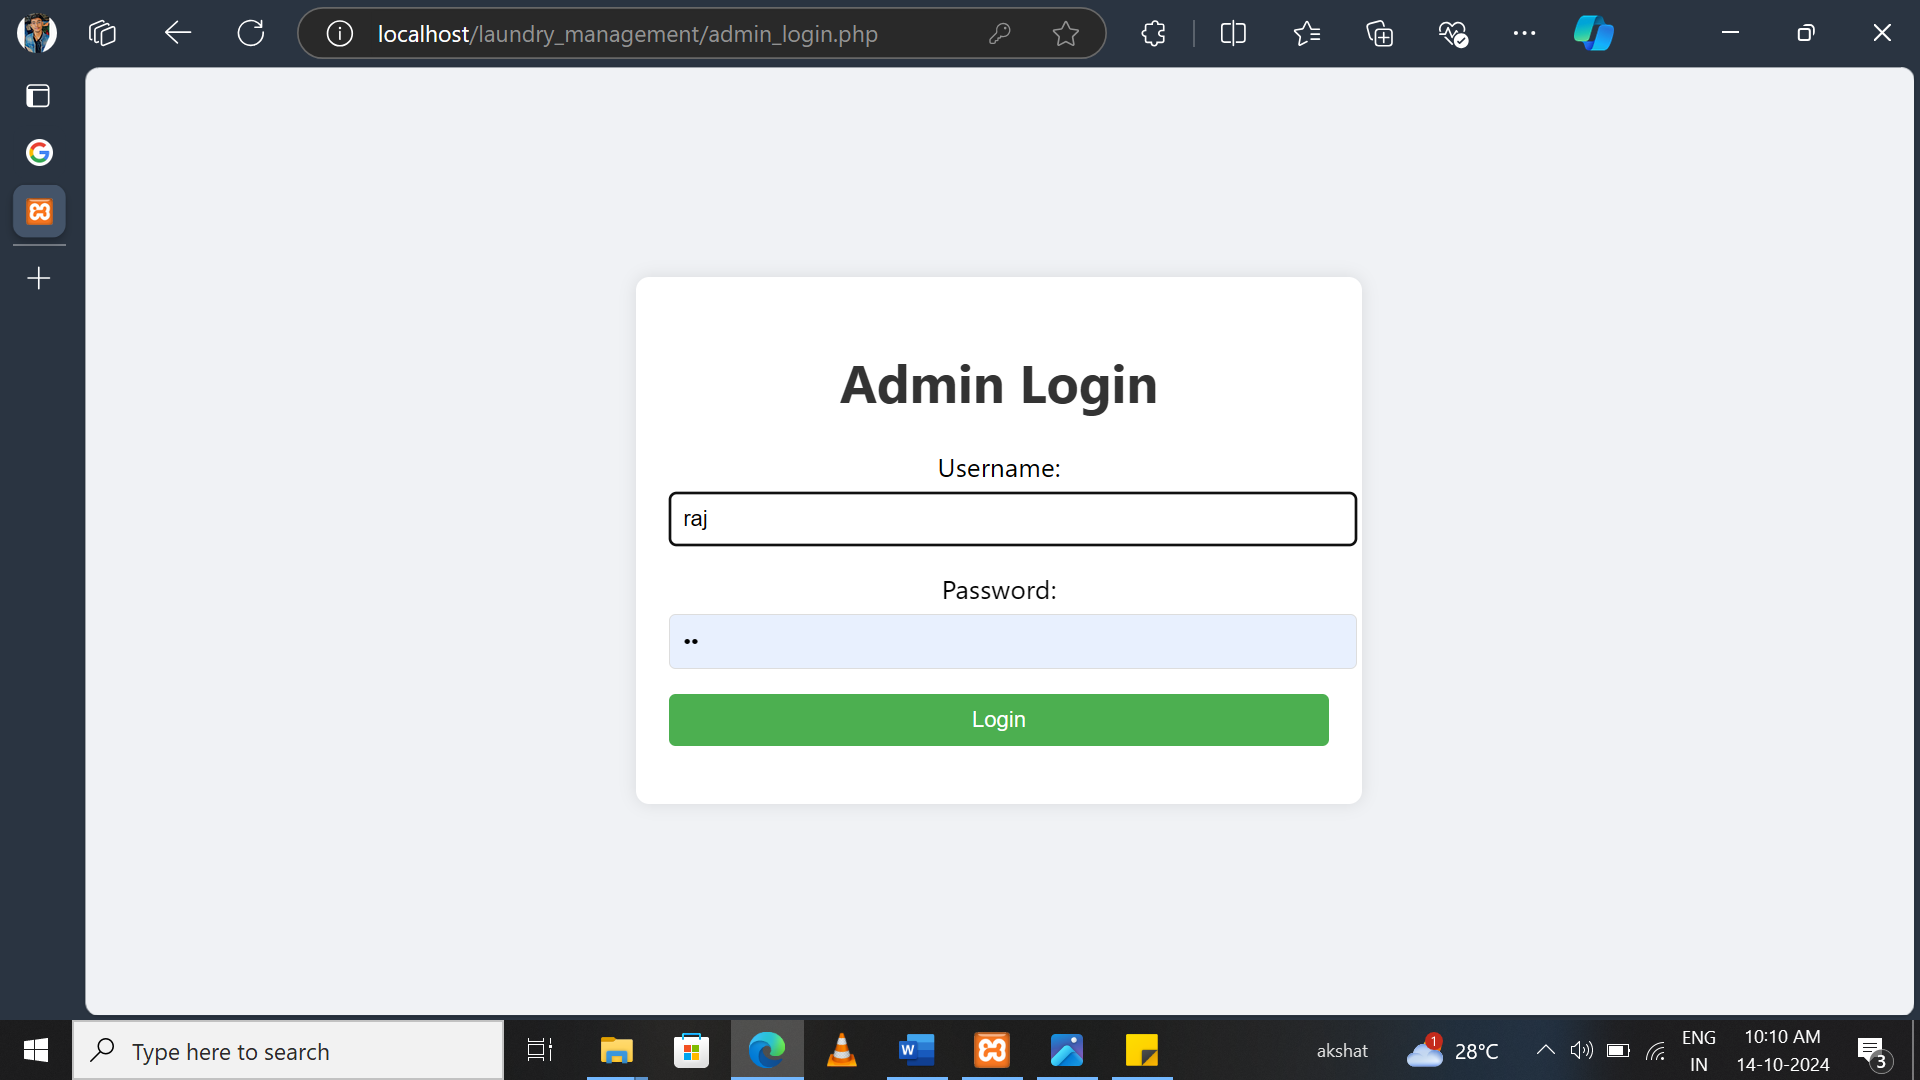 localhost/laundry_management/admin_login.php
Admin Login
Username:
raj
Password:
••
Login
Type here to search
akshat
1
28°C
ENG
IN
10:10 AM
14-10-2024
3